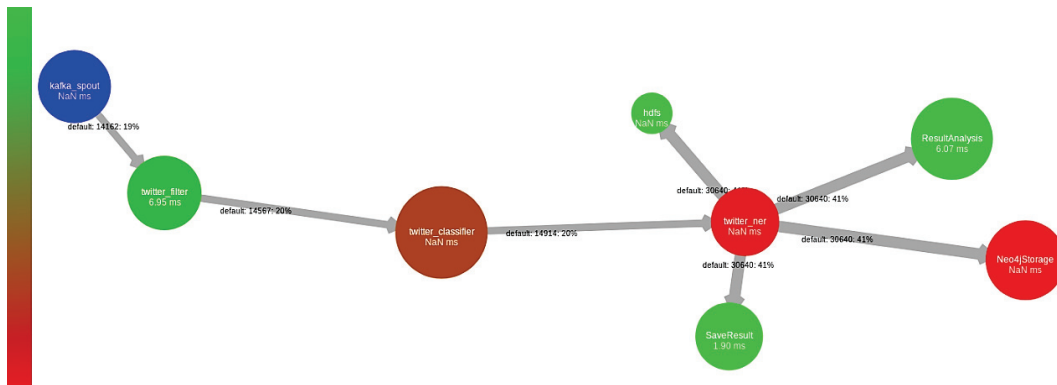 kafka_spout
NaN ms
default: 14162: 19%
twitter_filter
6.95 ms
default: 14567: 20%
twitter_classifier
NaN ms
default: 14914: 20%
hdfs
NaN ms
default: 30640: 41%
twitter_ner
NaN ms
default: 30640: 41%
ResultAnalysis
6.07 ms
default: 30640: 41%
Neo4jStorage
NaN ms
default: 30640: 41%
SaveResult
1.90 ms